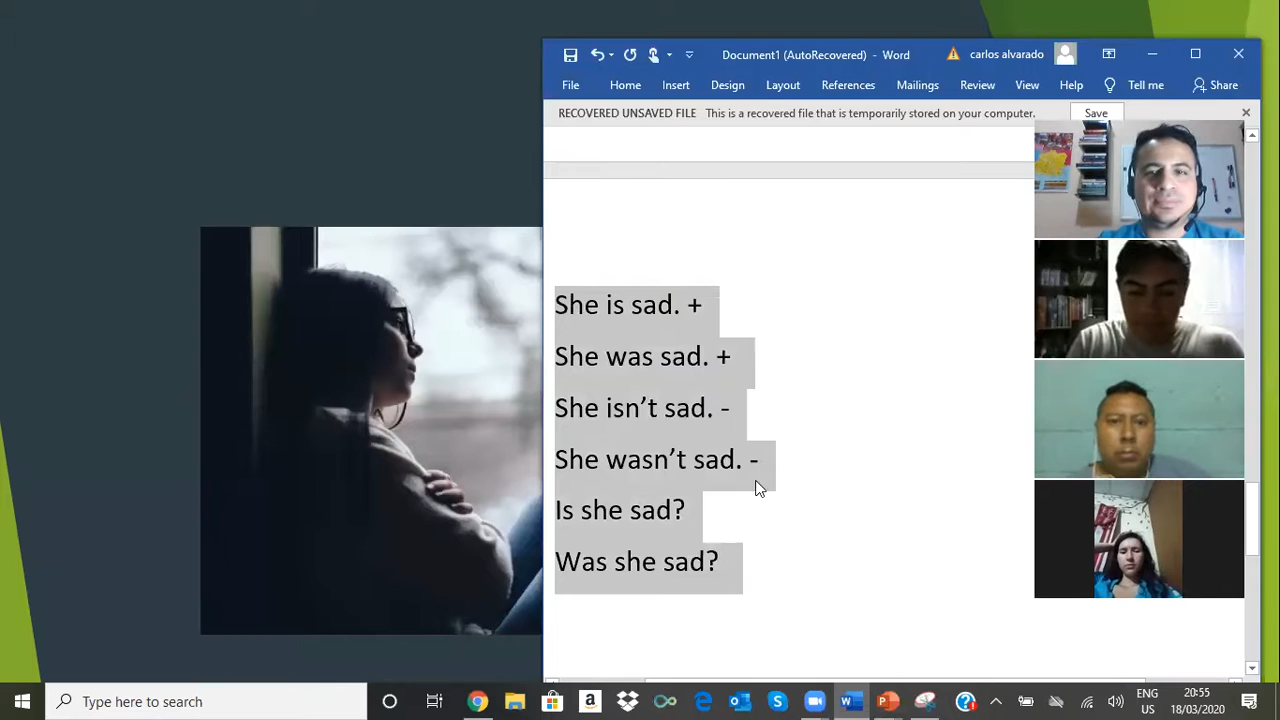 Document1 (AutoRecovered) - Word
carlos alvarado
File Home Insert Design Layout References Mailings Review View Help Tell me Share
RECOVERED UNSAVED FILE This is a recovered file that is temporarily stored on your computer. Save
She is sad. +
She was sad. +
She isn’t sad. -
She wasn’t sad. -
Is she sad?
Was she sad?
Type here to search
ENG 20:55
US 18/03/2020